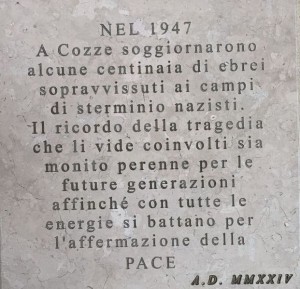 NEL 1947
A Cozze soggiornarono
alcune centinaia di ebrei
sopravvissuti ai campi
di sterminio nazisti.
Il ricordo della tragedia
che li vide coinvolti sia
monito perenne per le
future generazioni
affinché con tutte le
energie si battano per
l'affermazione della
PACE
A.D. MMXXIV